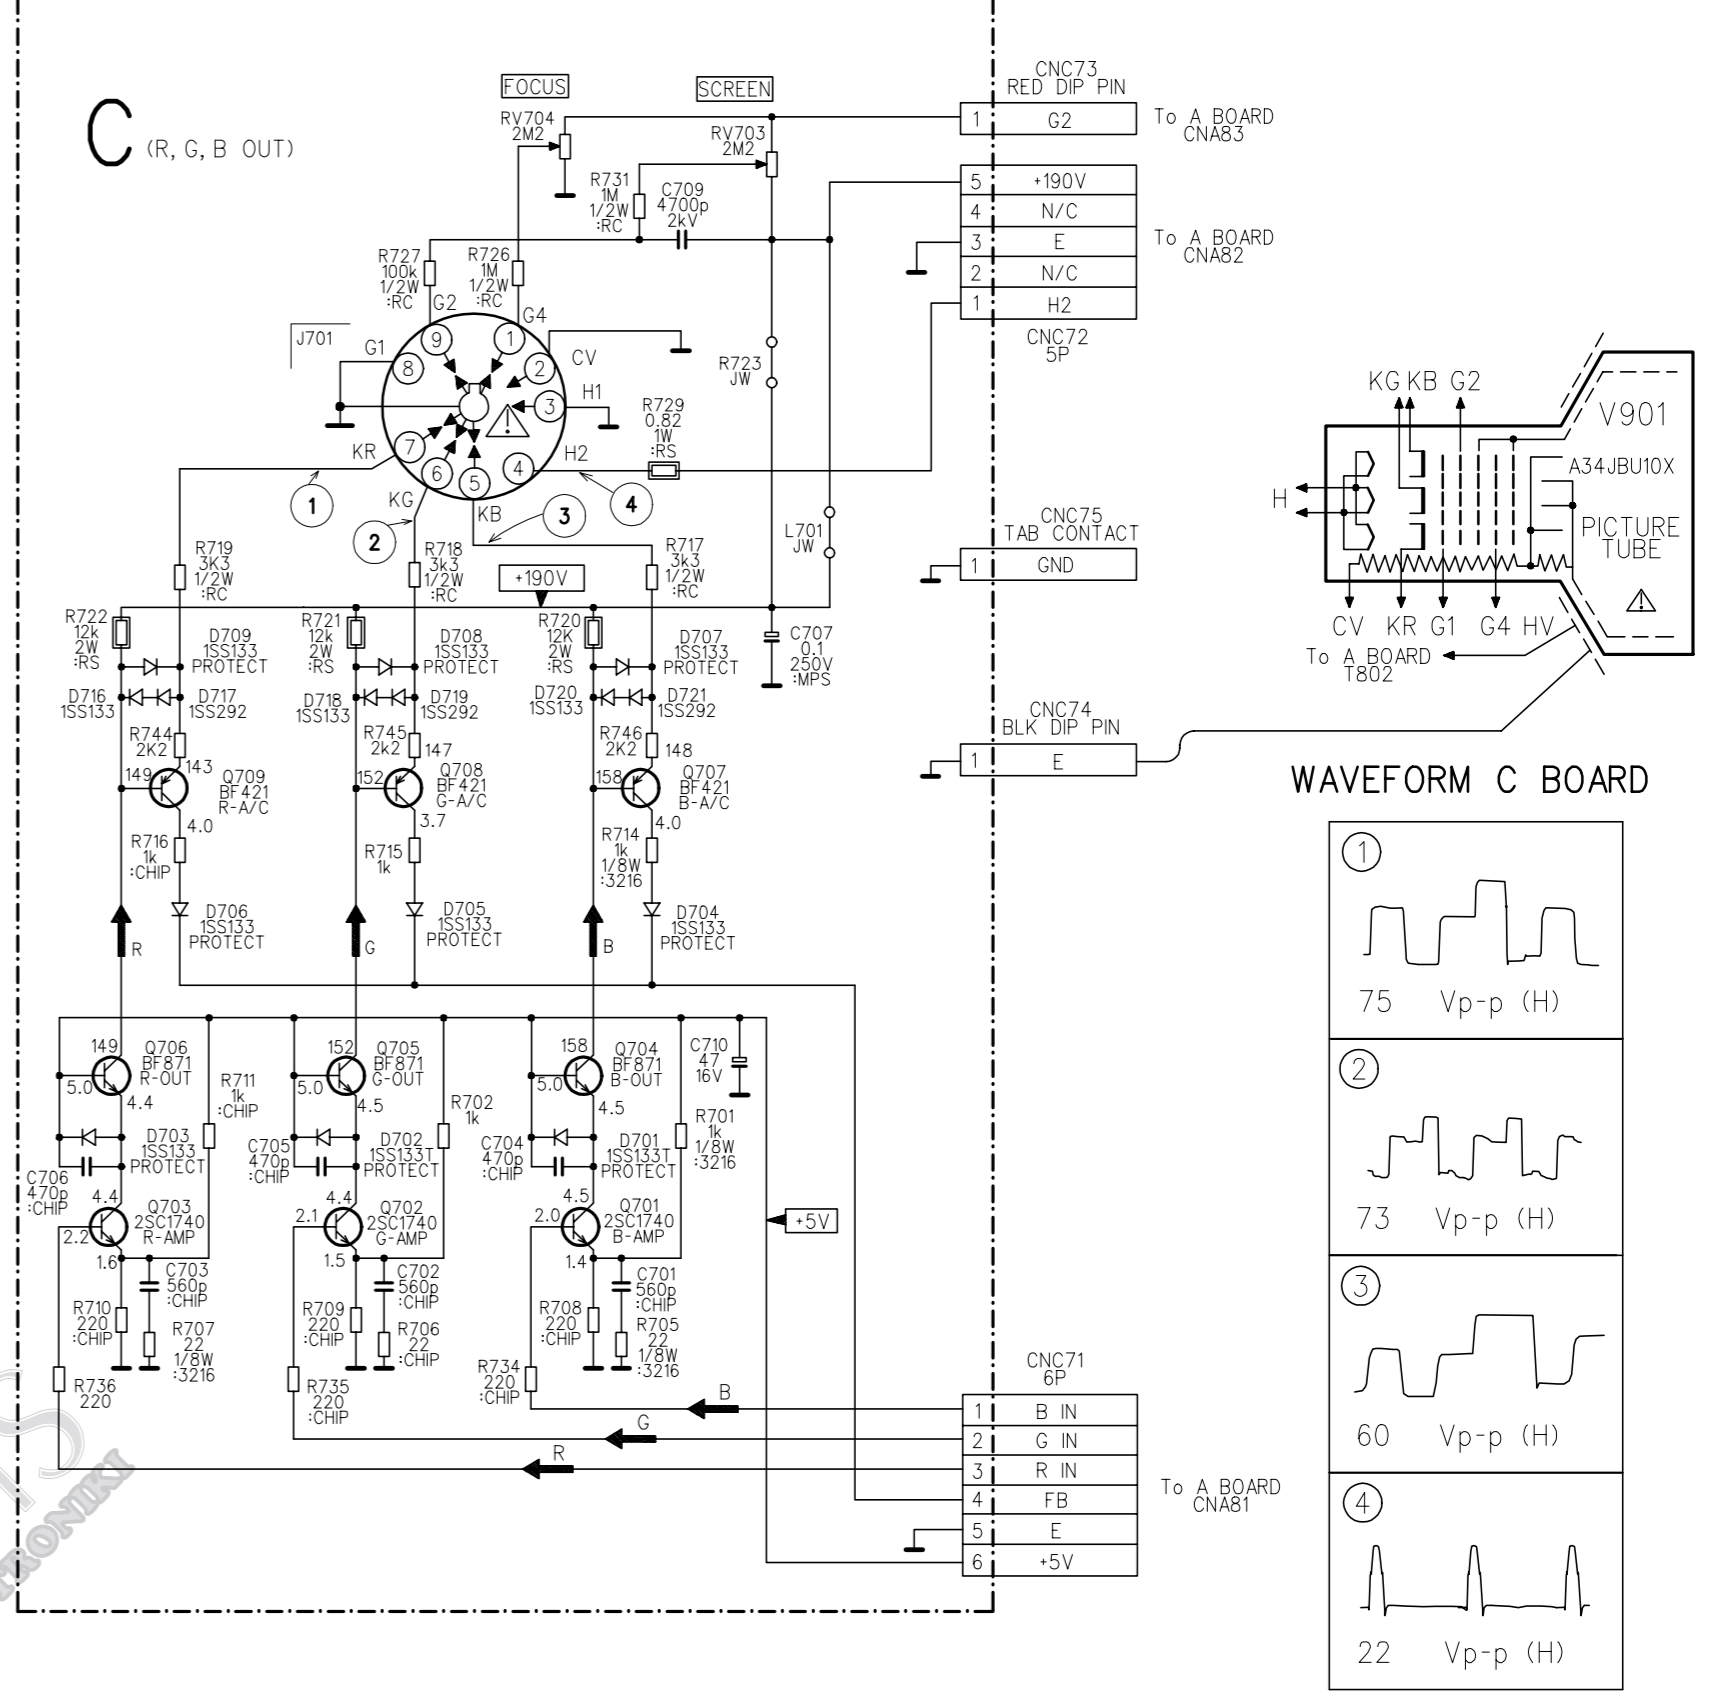 C (R, G, B OUT)
FOCUS
SCREEN
RV704
2M2
RV703
2M2
R731
1M
1/2W
:RC
C709
4700p
2kV
R727
100k
1/2W
:RC
R726
1M
1/2W
:RC
G2
G4
J701
G1
CV
H1
H2
KR
KG
KB
9
1
8
2
3
7
6
5
4
1
2
3
4
R723
JW
R729
0.82
1W
:RS
L701
JW
CNC73
RED DIP PIN
1 G2
To A BOARD
CNA83
5 +190V
4 N/C
3 E
2 N/C
1 H2
To A BOARD
CNA82
CNC72
5P
CNC75
TAB CONTACT
1 GND
CNC74
BLK DIP PIN
1 E
KG KB G2
V901
A34JBU10X
PICTURE
TUBE
H
CV KR G1 G4 HV
To A BOARD
T802
R719
3K3
1/2W
:RC
R718
3k3
1/2W
:RC
R717
3k3
1/2W
:RC
+190V
R722
12k
2W
:RS
D709
1SS133
PROTECT
R721
12k
2W
:RS
D708
1SS133
PROTECT
R720
12K
2W
:RS
D707
1SS133
PROTECT
C707
0.1
250V
:MPS
D716
1SS133
D717
1SS292
D718
1SS133
D719
1SS292
D720
1SS133
D721
1SS292
R744
2K2
R745
2k2
R746
2K2
149
143
Q709
BF421
R-A/C
4.0
152
147
Q708
BF421
G-A/C
3.7
158
148
Q707
BF421
B-A/C
4.0
R716
1k
:CHIP
R715
1k
R714
1k
1/8W
:3216
D706
1SS133
PROTECT
D705
1SS133
PROTECT
D704
1SS133
PROTECT
R
G
B
149
Q706
BF871
R-OUT
5.0
4.4
152
Q705
BF871
G-OUT
5.0
4.5
158
Q704
BF871
B-OUT
5.0
4.5
R711
1k
:CHIP
R702
1k
R701
1k
1/8W
:3216
C710
47
16V
D703
1SS133
PROTECT
D702
1SS133T
PROTECT
D701
1SS133T
PROTECT
C706
470p
:CHIP
C705
470p
:CHIP
C704
470p
:CHIP
4.4
Q703
2SC1740
R-AMP
2.2
1.6
4.4
Q702
2SC1740
G-AMP
2.1
1.5
4.5
Q701
2SC1740
B-AMP
2.0
1.4
+5V
C703
560p
:CHIP
C702
560p
:CHIP
C701
560p
:CHIP
R710
220
:CHIP
R707
22
1/8W
:3216
R709
220
:CHIP
R706
22
:CHIP
R708
220
:CHIP
R705
22
1/8W
:3216
R736
220
R735
220
:CHIP
R734
220
:CHIP
B
G
R
CNC71
6P
1 B IN
2 G IN
3 R IN
4 FB
5 E
6 +5V
To A BOARD
CNA81
WAVEFORM C BOARD
1
75 Vp-p (H)
2
73 Vp-p (H)
3
60 Vp-p (H)
4
22 Vp-p (H)